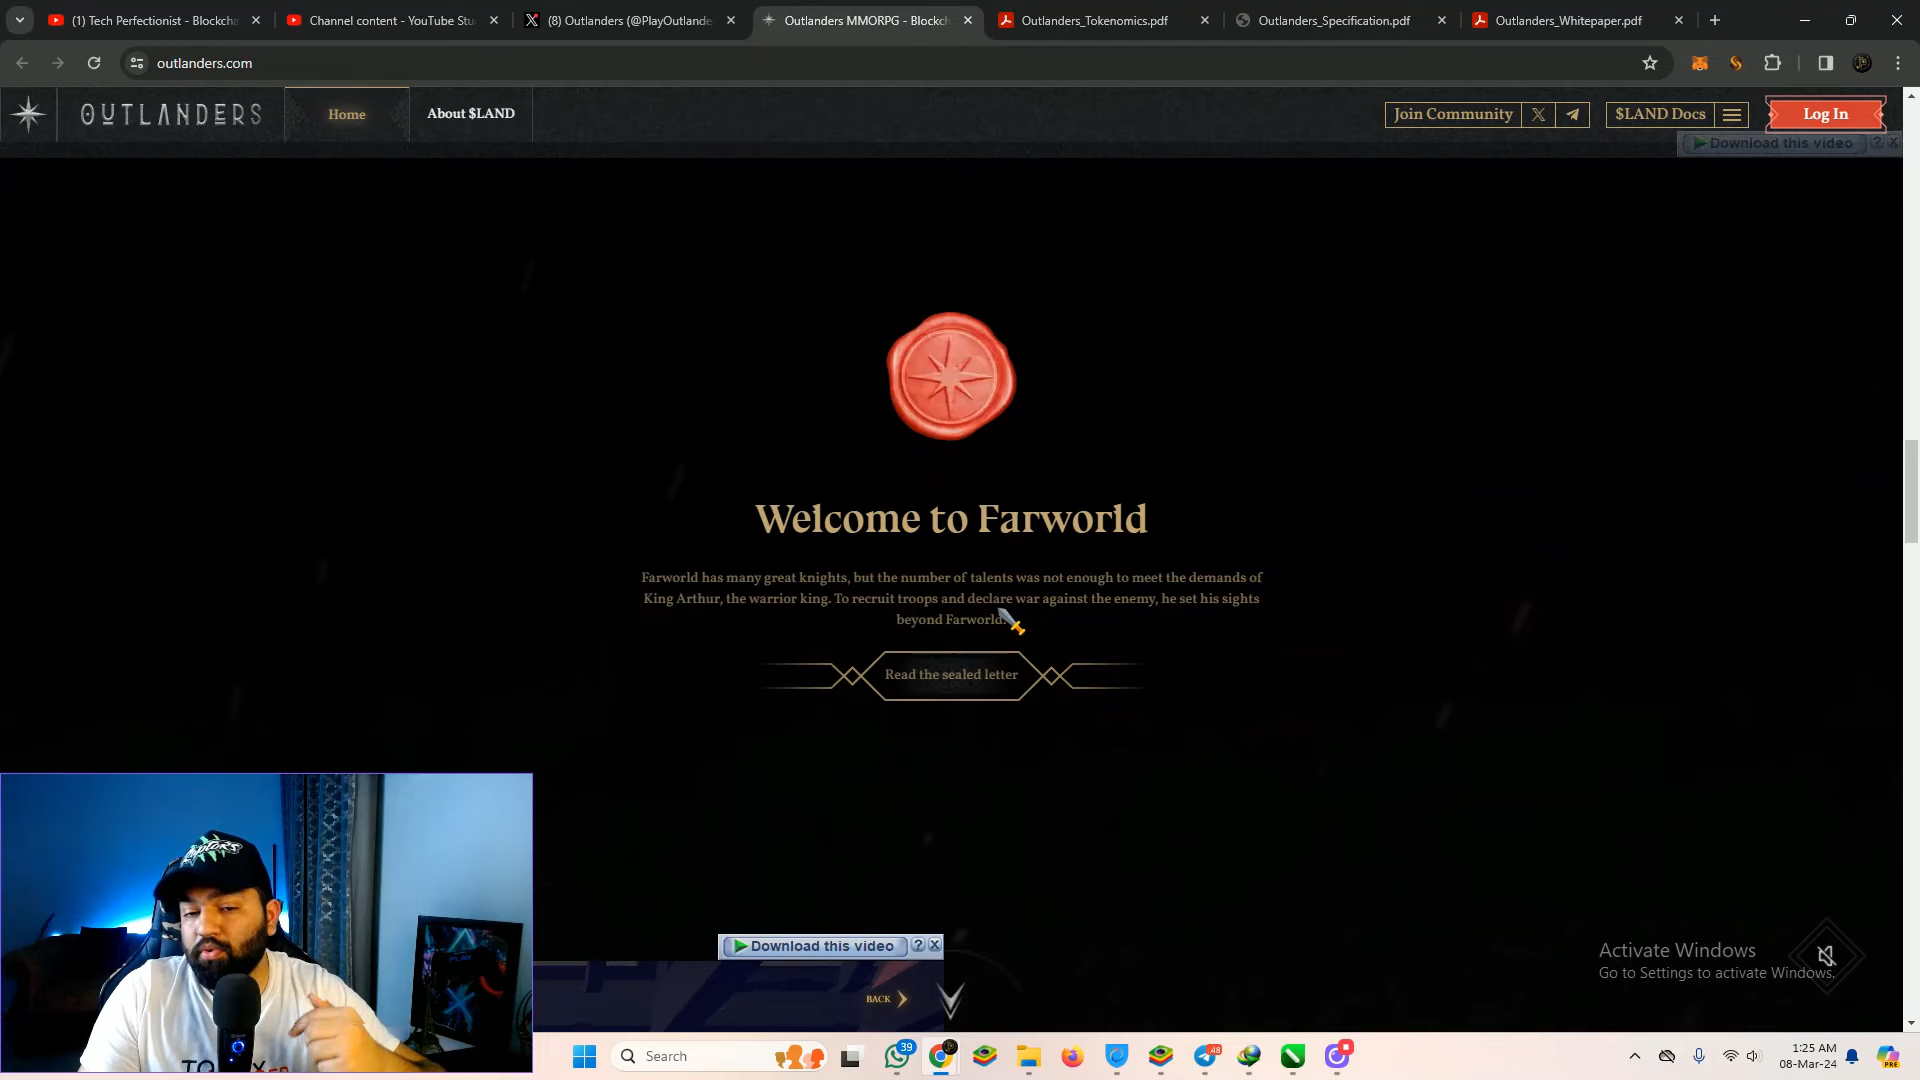 (1) Tech Perfectionist - Blockcha
Channel content - YouTube Stu
(8) Outlanders (@PlayOutlande
Outlanders MMORPG - Blockch
Outlanders_Tokenomics.pdf
Outlanders_Specification.pdf
Outlanders_Whitepaper.pdf
outlanders.com
OUTLANDERS
Home
About $LAND
Join Community
$LAND Docs
Log In
Download this video
Welcome to Farworld
Farworld has many great knights, but the number of talents was not enough to meet the demands of
King Arthur, the warrior king. To recruit troops and declare war against the enemy, he set his sights
beyond Farworld.
Read the sealed letter
Download this video
BACK
Activate Windows
Go to Settings to activate Windows.
Search
39
48
1:25 AM
08-Mar-24
PRE